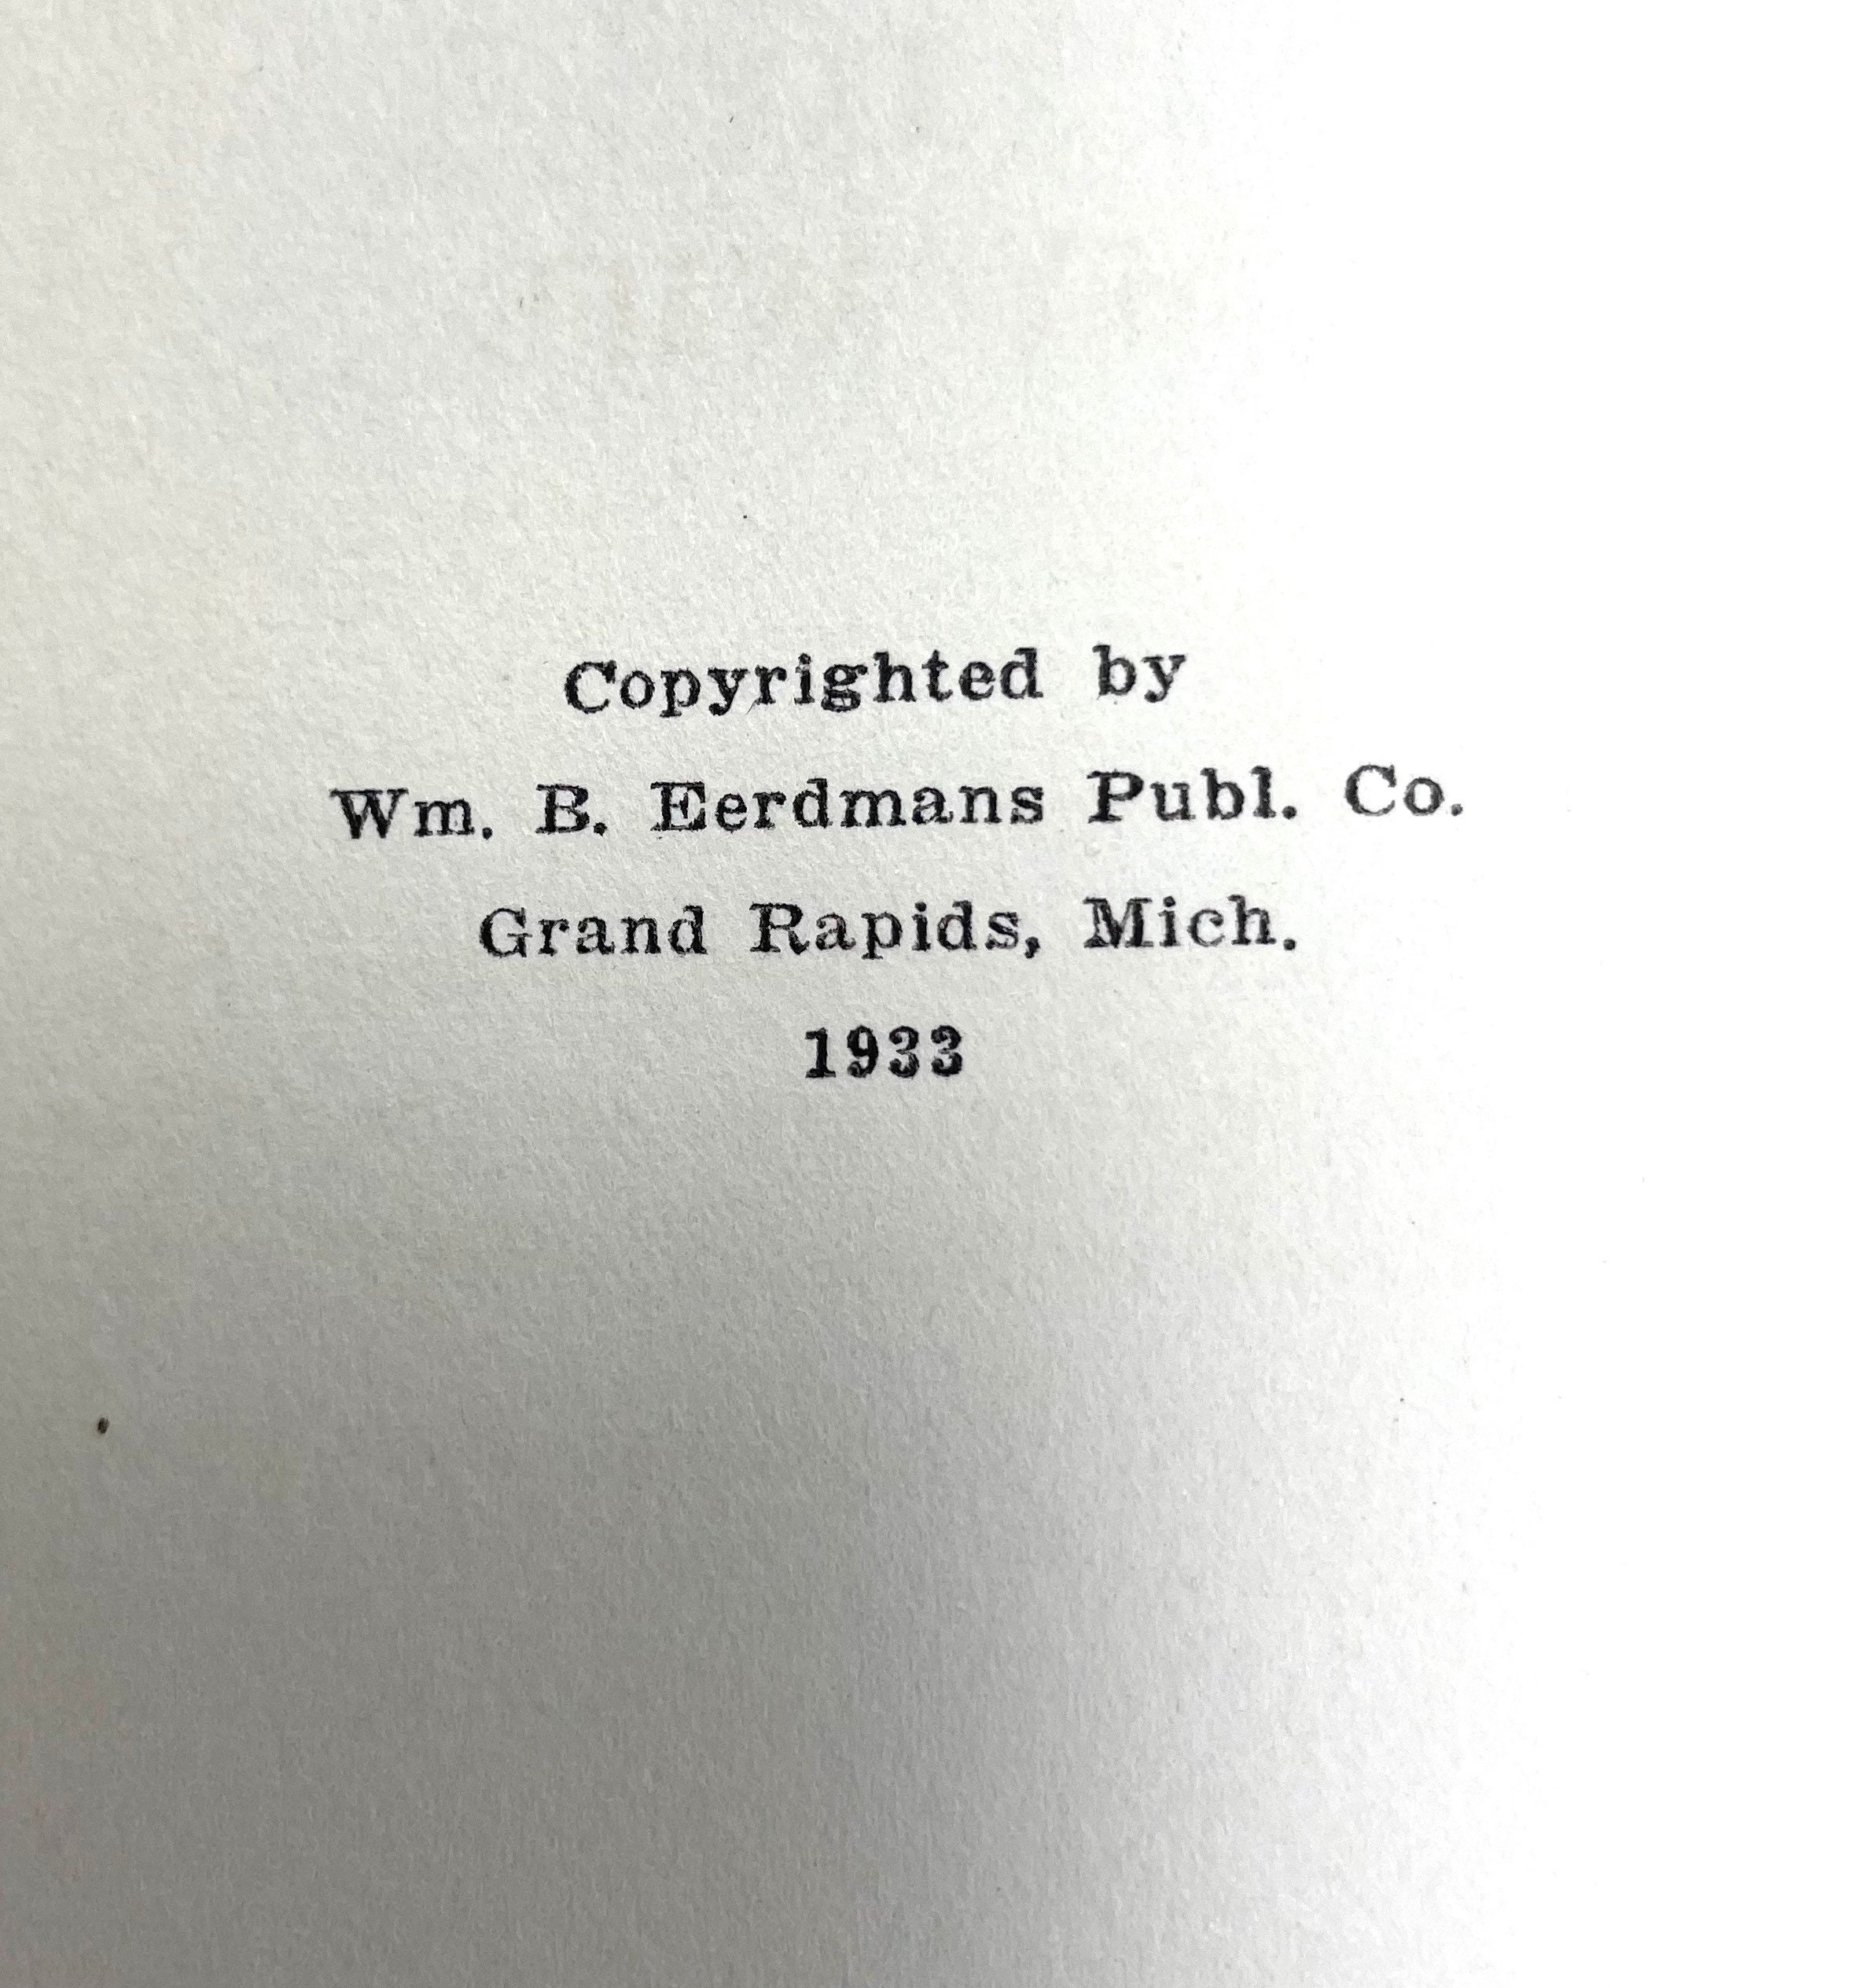 Copyrighted by
Wm. B. Eerdmans Publ. Co.
Grand Rapids, Mich.
1933